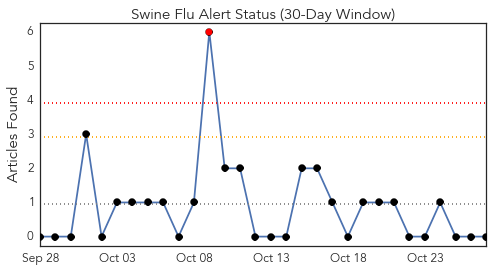 Swine Flu Alert Status (30-Day Window)
Articles Found
6
5
4
3
2
1
0
Sep 28 Oct 03 Oct 08 Oct 13 Oct 18 Oct 23